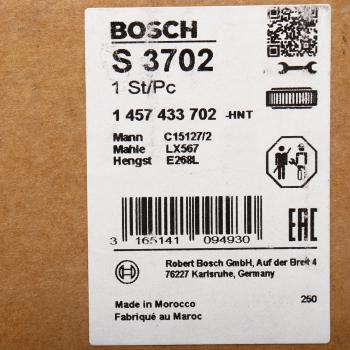 BOSCH
S 3702
1 St/Pc
1 457 433 702 -HNT
Mann C15127/2
Mahle LX567
Hengst E268L
3 165141 094930
EAC
Robert Bosch GmbH, Auf der Breit 4
76227 Karlsruhe, Germany
Made in Morocco 250
Fabriqué au Maroc